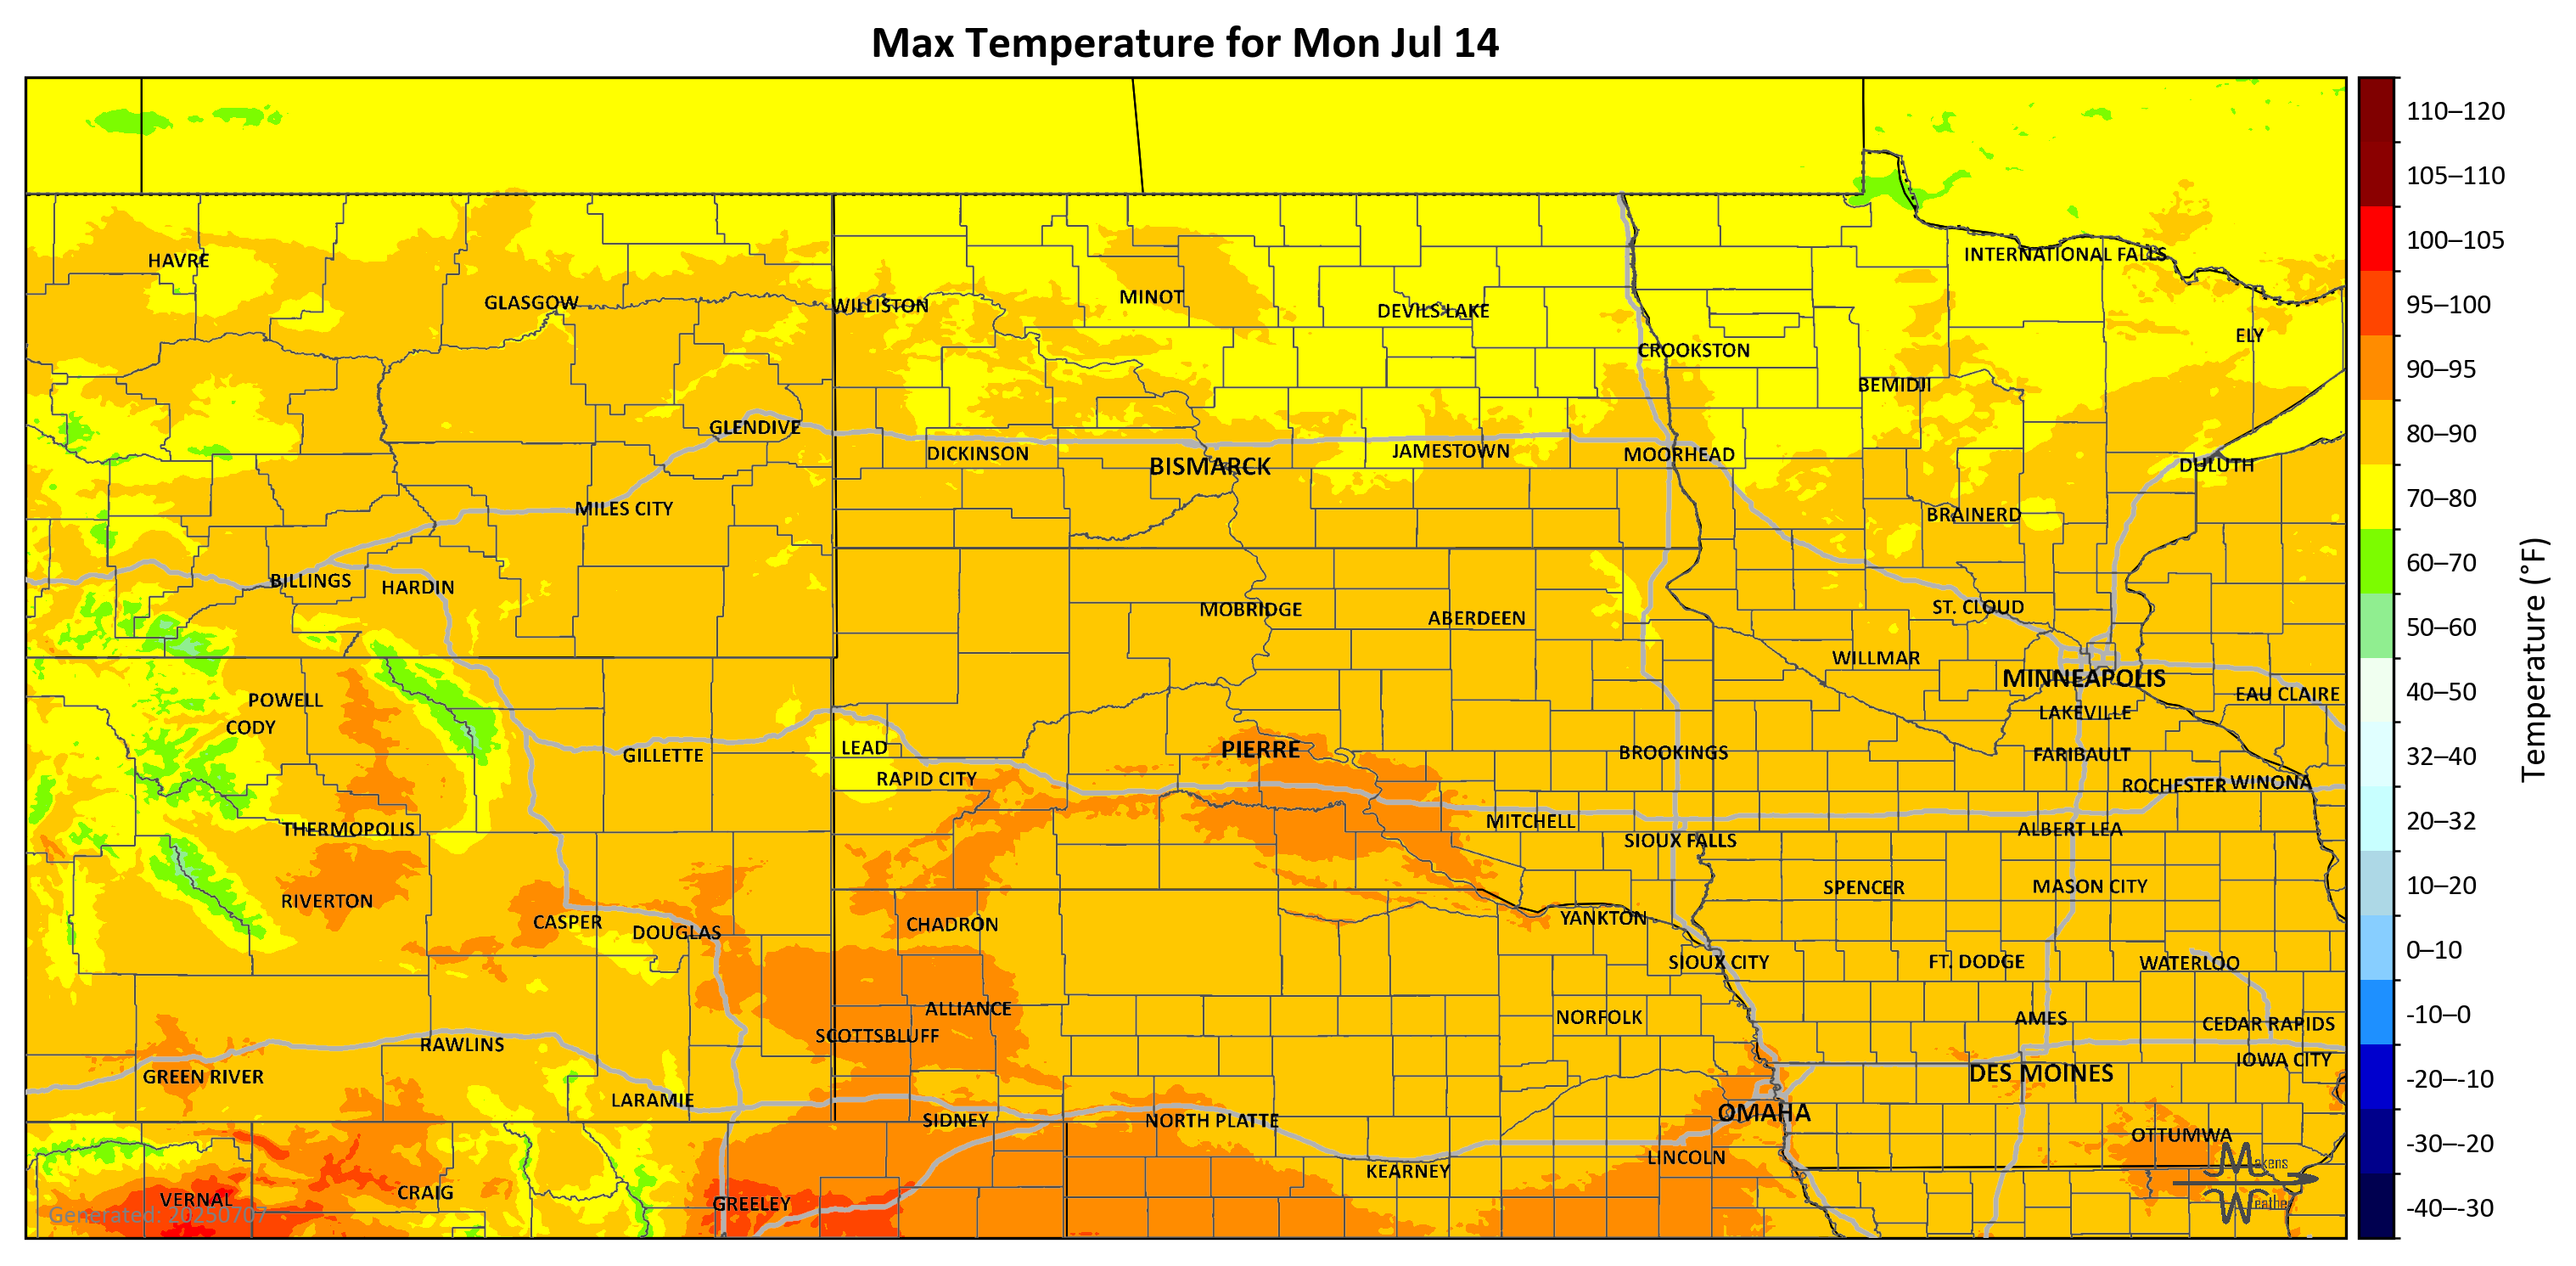 Max Temperature for Mon Jul 14
110–120
105–110
100–105
95–100
90–95
80–90
70–80
60–70
50–60
40–50
32–40
20–32
10–20
0–10
-10–0
-20–-10
-30–-20
-40–-30
Temperature (°F)
HAVRE
INTERNATIONAL FALLS
GLASGOW
WILLISTON
MINOT
DEVILS LAKE
ELY
CROOKSTON
BEMIDJI
GLENDIVE
DICKINSON
BISMARCK
JAMESTOWN
MOORHEAD
DULUTH
MILES CITY
BRAINERD
BILLINGS
HARDIN
MOBRIDGE
ABERDEEN
ST. CLOUD
WILLMAR
MINNEAPOLIS
EAU CLAIRE
POWELL
CODY
LAKEVILLE
GILLETTE
LEAD
PIERRE
BROOKINGS
FARIBAULT
RAPID CITY
ROCHESTER
WINONA
THERMOPOLIS
MITCHELL
SIOUX FALLS
ALBERT LEA
RIVERTON
SPENCER
MASON CITY
CASPER
DOUGLAS
CHADRON
YANKTON
SIOUX CITY
FT. DODGE
WATERLOO
ALLIANCE
SCOTTSBLUFF
NORFOLK
AMES
CEDAR RAPIDS
RAWLINS
IOWA CITY
GREEN RIVER
DES MOINES
LARAMIE
SIDNEY
NORTH PLATTE
OMAHA
OTTUMWA
KEARNEY
LINCOLN
VERNAL
CRAIG
GREELEY
Generated: 20250707
Makens
Weather